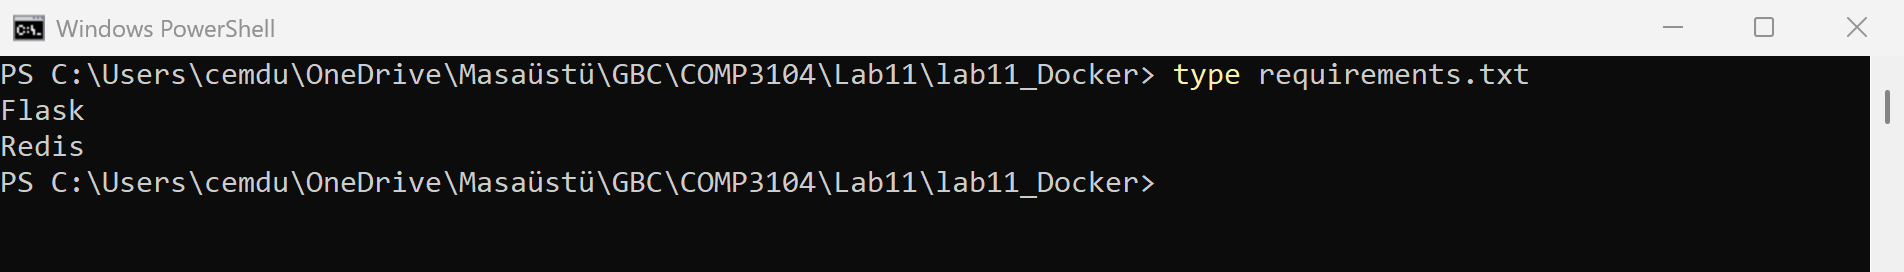 Windows PowerShell
PS C:\Users\cemdu\OneDrive\Masaüstü\GBC\COMP3104\Lab11\lab11_Docker> type requirements.txt
Flask
Redis
PS C:\Users\cemdu\OneDrive\Masaüstü\GBC\COMP3104\Lab11\lab11_Docker>